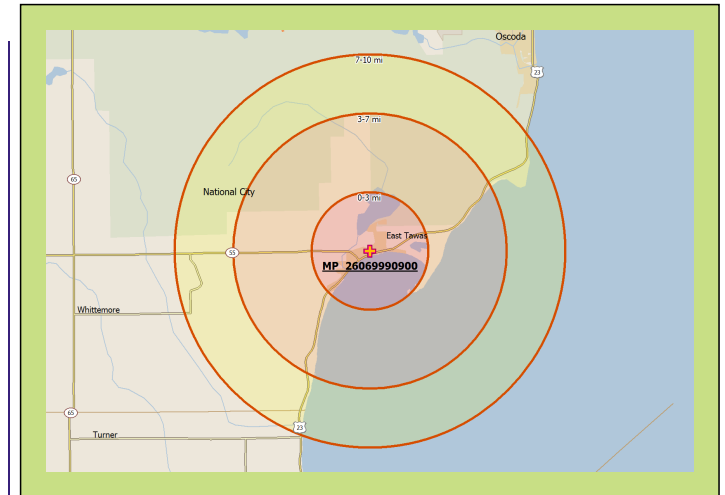 Oscoda
7-10 mi
23
3-7 mi
65
National City
0-3 mi
East Tawas
55
MP 26069990900
Whittemore
65
23
Turner